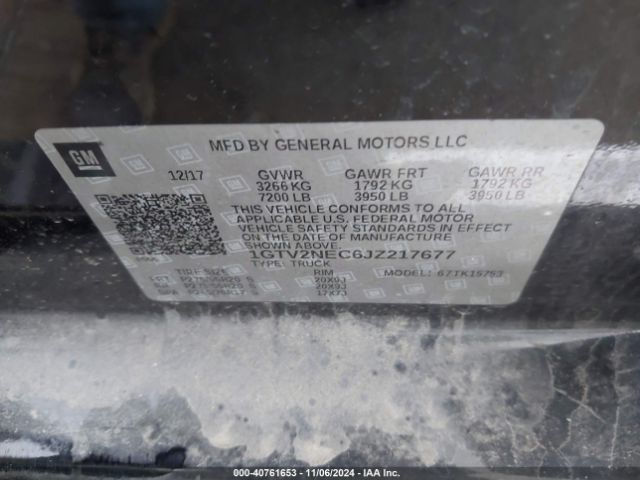 GM
MFD BY GENERAL MOTORS LLC
12/17 GVWR GAWR FRT GAWR RR
3266 KG 1792 KG 1792 KG
7200 LB 3950 LB 3950 LB
THIS VEHICLE CONFORMS TO ALL
APPLICABLE U.S. FEDERAL MOTOR
VEHICLE SAFETY STANDARDS IN EFFECT
ON THE DATE OF MANUFACTURE
SHOWN ABOVE.
1GTV2NEC6JZ217677
TYPE: TRUCK MODEL:
TIRE SIZE RIM
20X9J
20X9J
17X7J
000-40761653 - 11/06/2024 - IAA Inc.